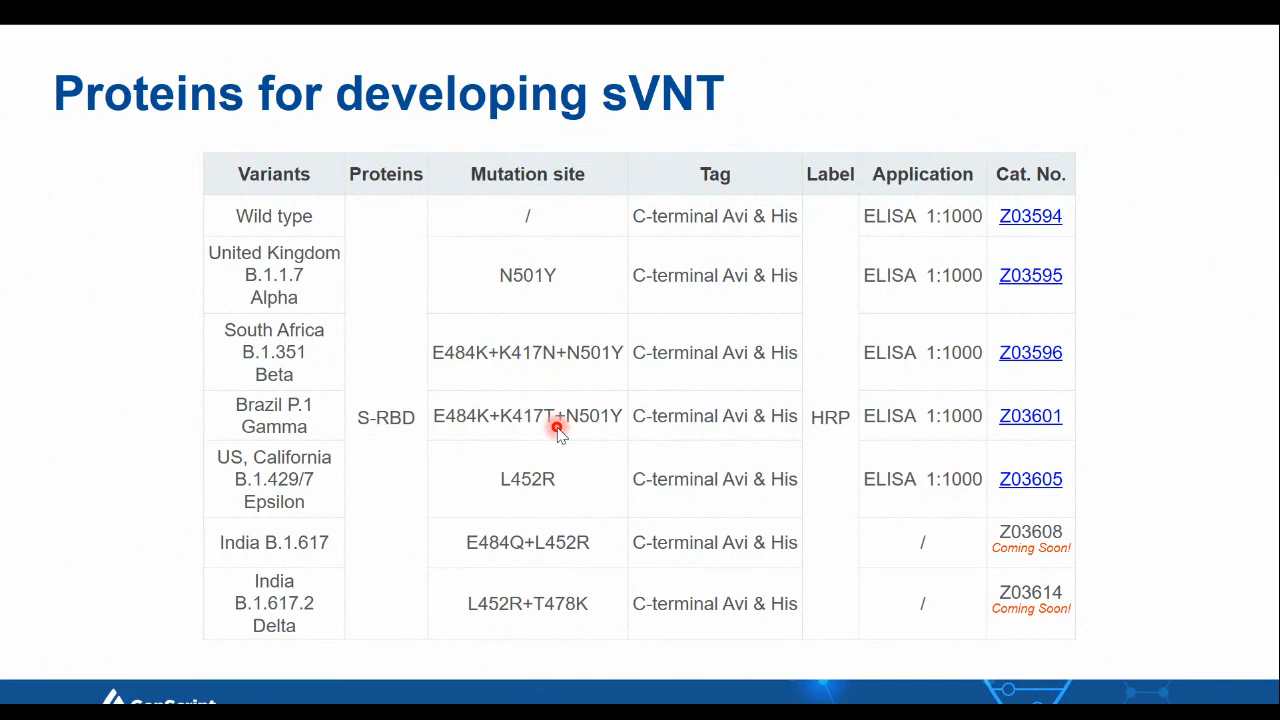 Proteins for developing sVNT
Variants Proteins Mutation site Tag Label Application Cat. No.
Wild type / C-terminal Avi & His ELISA 1:1000 Z03594
United Kingdom
B.1.1.7
Alpha
N501Y C-terminal Avi & His ELISA 1:1000 Z03595
South Africa
B.1.351
Beta
E484K+K417N+N501Y C-terminal Avi & His ELISA 1:1000 Z03596
Brazil P.1
Gamma
S-RBD
E484K+K417T+N501Y C-terminal Avi & His
HRP
ELISA 1:1000 Z03601
US, California
B.1.429/7
Epsilon
L452R C-terminal Avi & His ELISA 1:1000 Z03605
India B.1.617 E484Q+L452R C-terminal Avi & His / Z03608
Coming Soon!
India
B.1.617.2
Delta
L452R+T478K C-terminal Avi & His / Z03614
Coming Soon!
GenScript